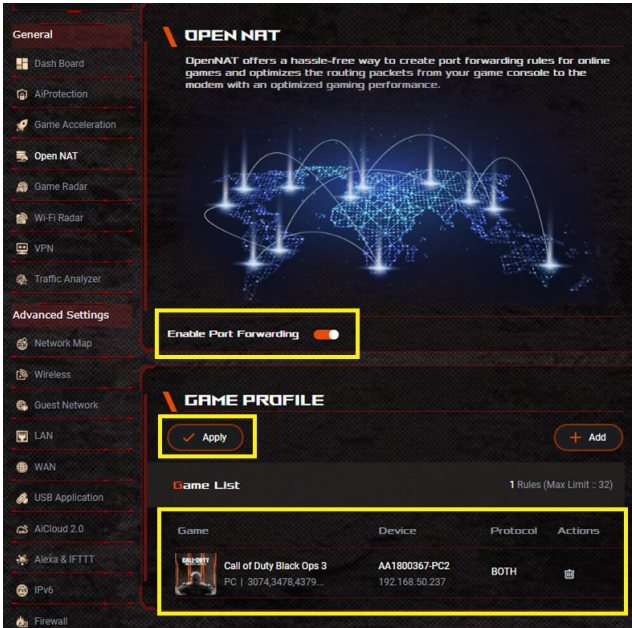 General
Dash Board
AiProtection
Game Acceleration
Open NAT
Game Radar
Wi-Fi Radar
VPN
Traffic Analyzer
Advanced Settings
Network Map
Wireless
Guest Network
LAN
WAN
USB Application
AiCloud 2.0
Alexa & IFTTT
IPv6
Firewall
OPEN NAT
OpenNAT offers a hassle-free way to create port forwarding rules for online
games and optimizes the routing packets from your game console to the
modem with an optimized gaming performance.
Enable Port Forwarding
GAME PROFILE
Apply
Add
Game List
1 Rules (Max Limit :: 32)
Game Device Protocol Actions
CALL OF DUTY
Call of Duty Black Ops 3 AA1800367-PC2 BOTH
PC | 3074,3478,4379... 192.168.50.237